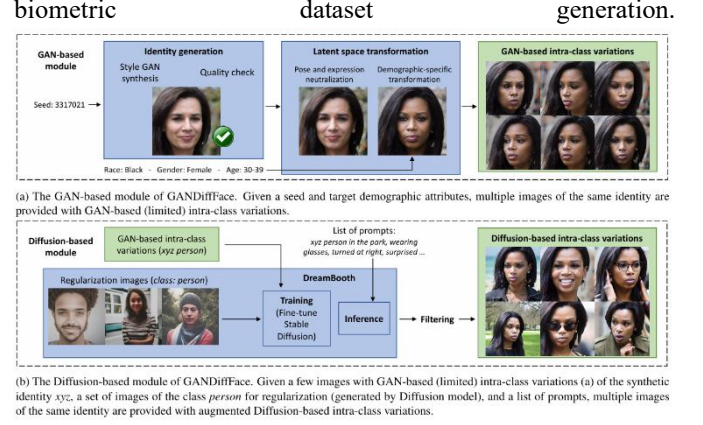 biometric dataset generation.
GAN-based module
Identity generation
Style GAN synthesis
Quality check
Seed: 3317021
Race: Black - Gender: Female - Age: 30-39
Latent space transformation
Pose and expression neutralization
Demographic-specific transformation
GAN-based intra-class variations
(a) The GAN-based module of GANDiffFace. Given a seed and target demographic attributes, multiple images of the same identity are
provided with GAN-based (limited) intra-class variations.
Diffusion-based module
GAN-based intra-class
variations (xyz person)
List of prompts:
xyz person in the park, wearing
glasses, turned at right, surprised ...
Regularization images (class: person)
DreamBooth
Training
(Fine-tune
Stable
Diffusion)
Inference
Filtering
Diffusion-based intra-class variations
(b) The Diffusion-based module of GANDiffFace. Given a few images with GAN-based (limited) intra-class variations (a) of the synthetic
identity xyz, a set of images of the class person for regularization (generated by Diffusion model), and a list of prompts, multiple images
of the same identity are provided with augmented Diffusion-based intra-class variations.